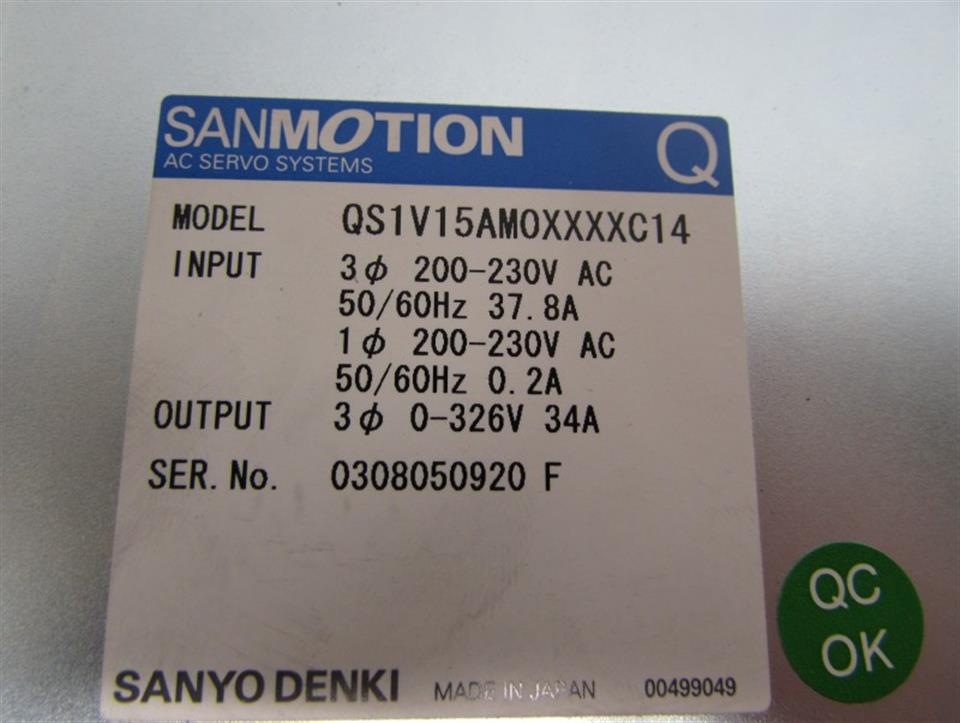 SANMOTION Q
AC SERVO SYSTEMS
MODEL QS1V15AM0XXXXC14
INPUT 3ϕ 200-230V AC
50/60Hz 37.8A
1ϕ 200-230V AC
50/60Hz 0.2A
OUTPUT 3ϕ 0-326V 34A
SER.No. 0308050920 F
SANYO DENKI MADE IN JAPAN 00499049
QC
OK